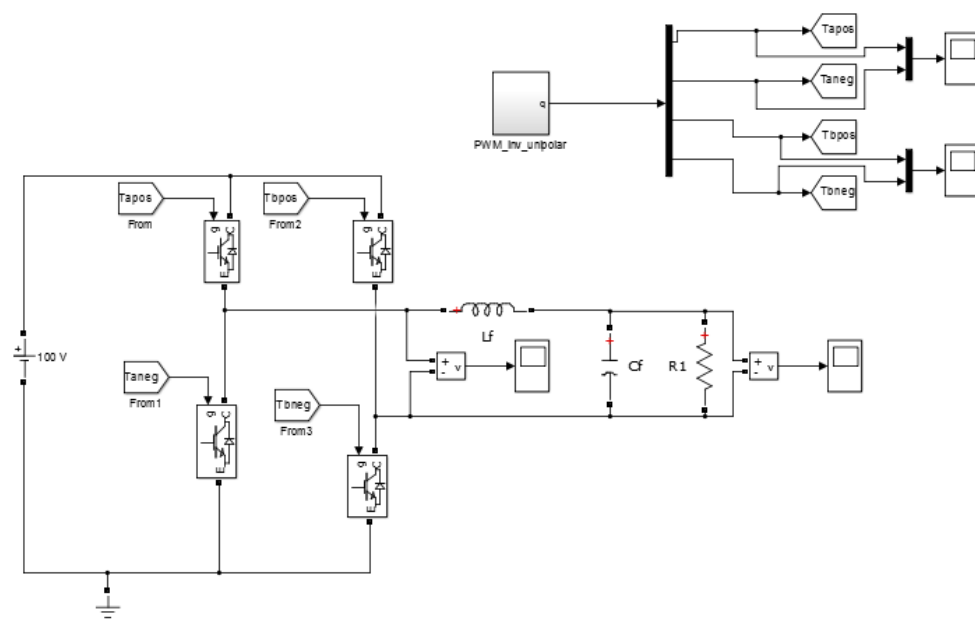 Tapos
Taneg
q
PWM_inv_unipolar
Tbpos
Tbneg
Tapos
From
Tbpos
From2
g
C
E
g
C
E
+
100 V
Lf
+
-
v
Cf
R1
+
-
v
Taneg
From1
Tbneg
From3
g
C
E
g
C
E